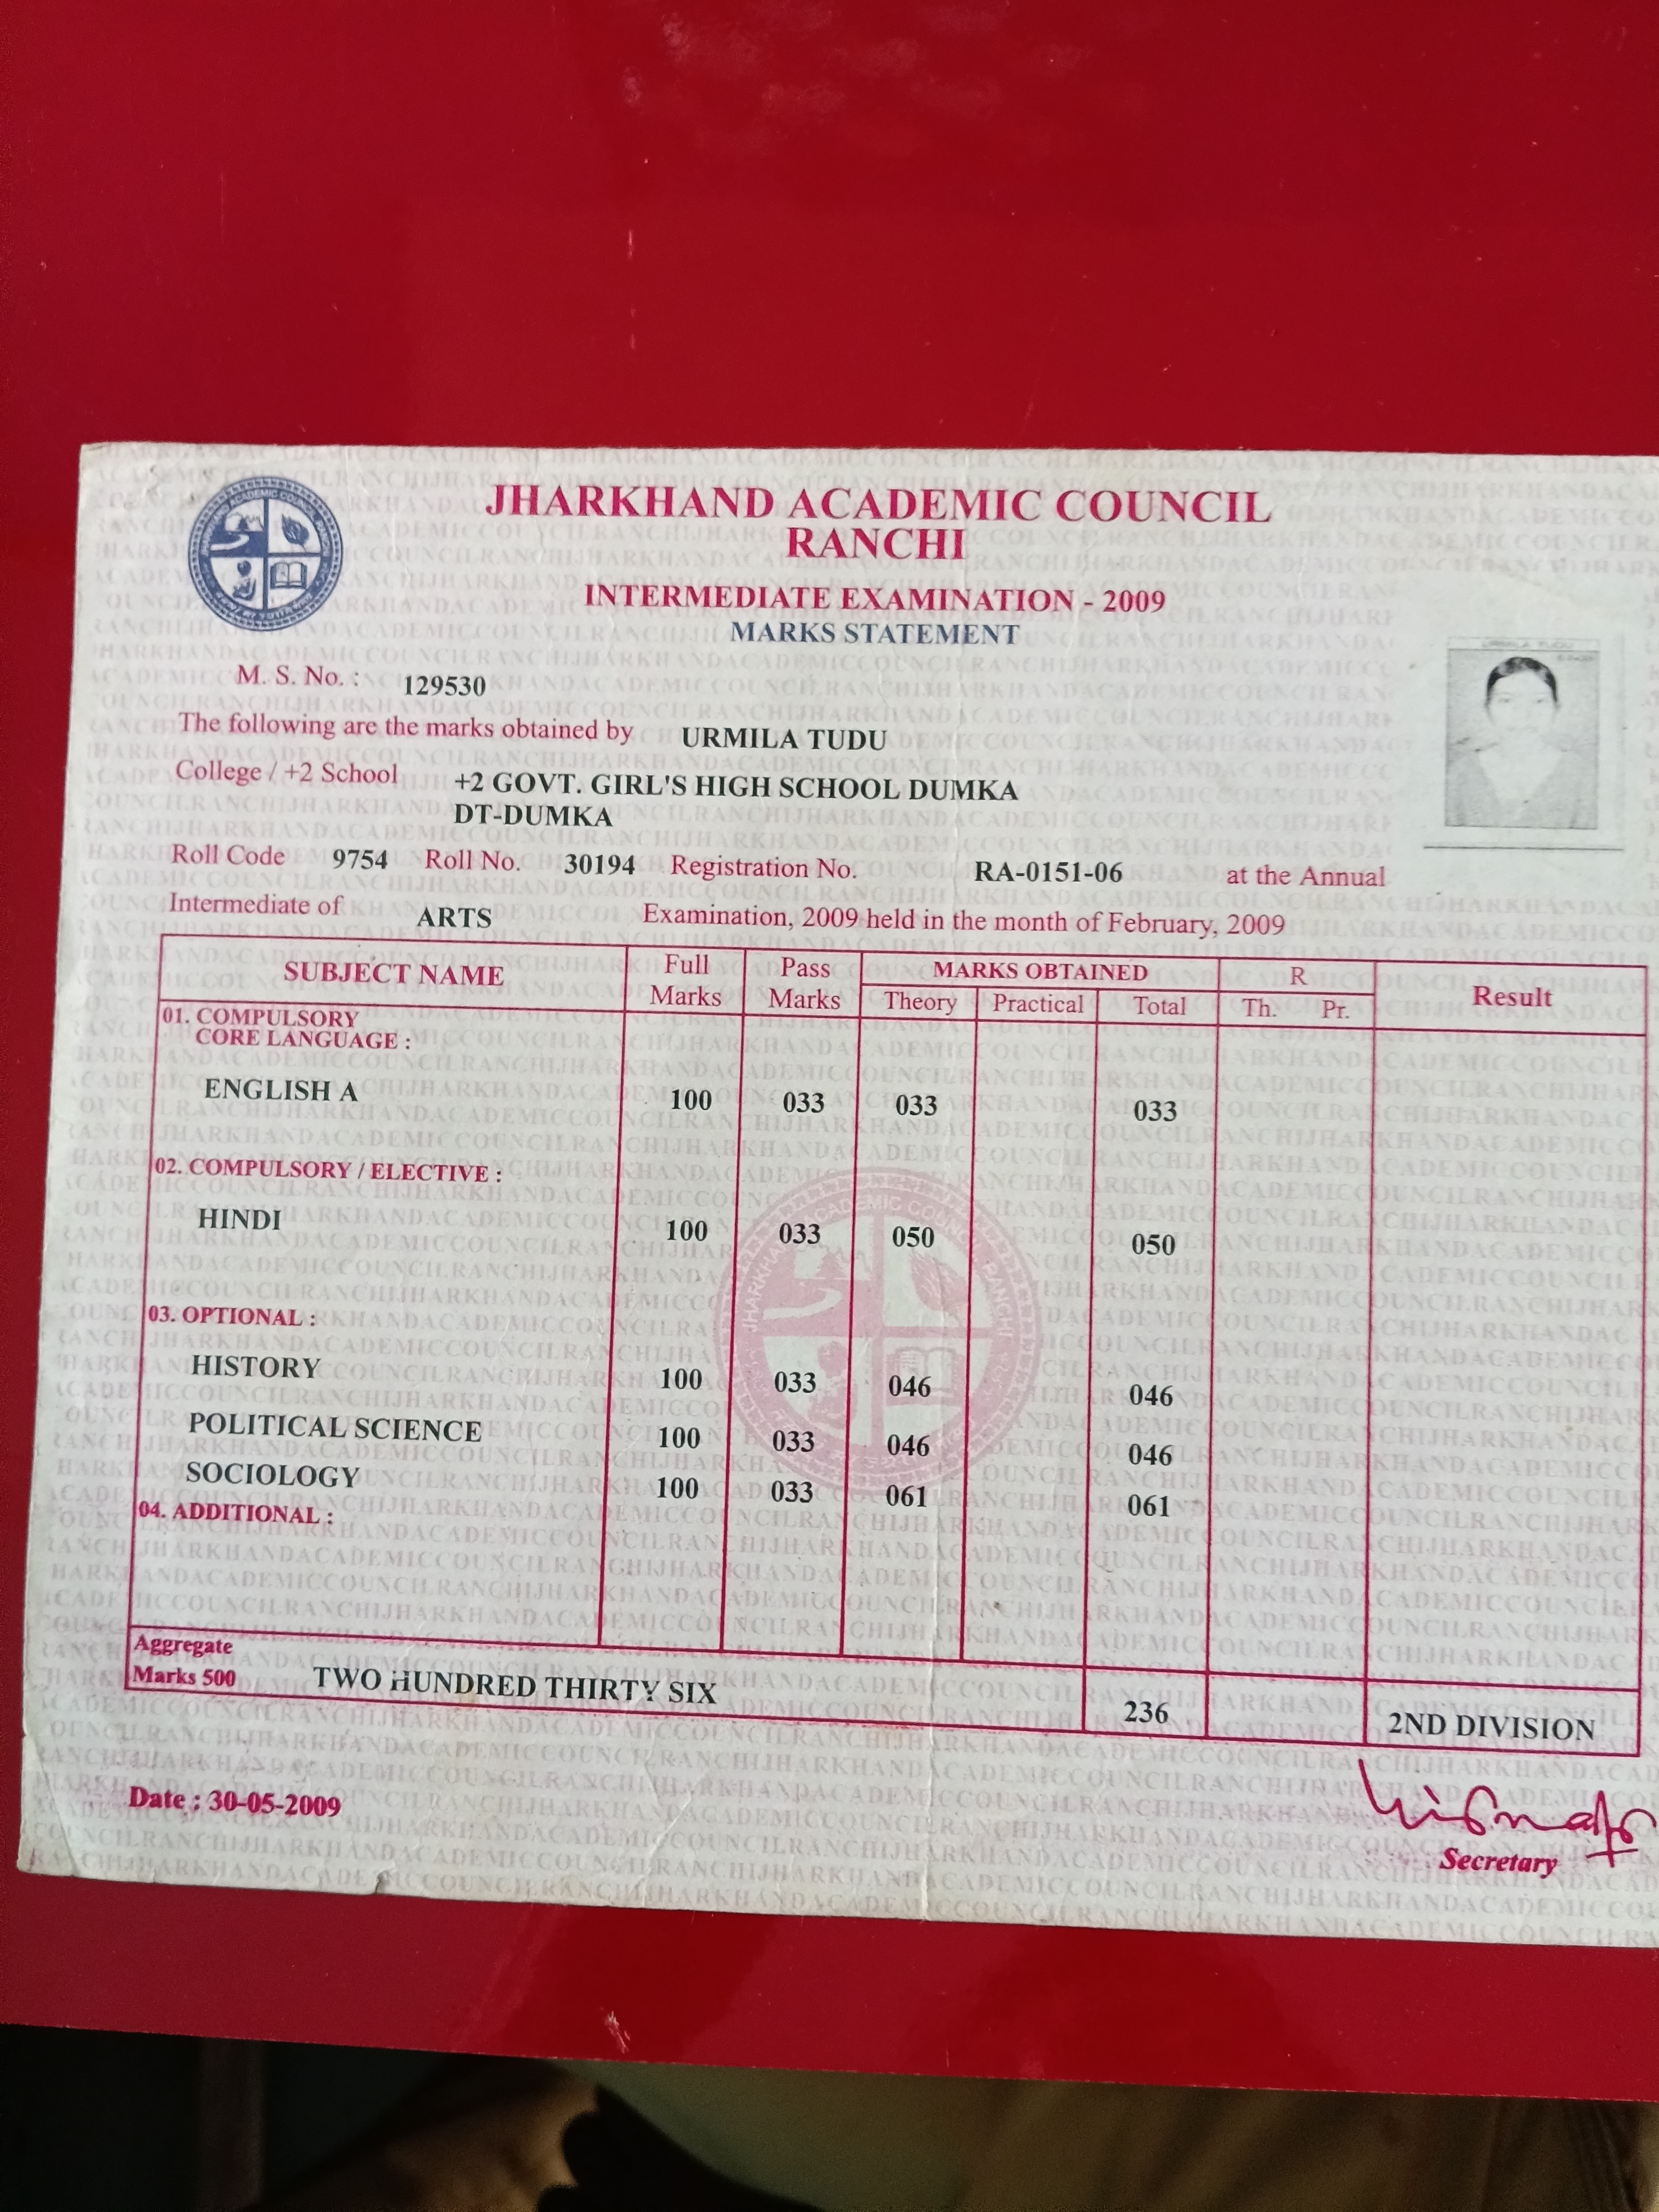 JHARKHAND ACADEMIC COUNCIL
RANCHI
INTERMEDIATE EXAMINATION - 2009
MARKS STATEMENT
M. S. No. : 129530
The following are the marks obtained by URMILA TUDU
College / +2 School +2 GOVT. GIRL'S HIGH SCHOOL DUMKA
DT-DUMKA
Roll Code 9754 Roll No. 30194 Registration No. RA-0151-06 at the Annual
Intermediate of ARTS Examination, 2009 held in the month of February, 2009
SUBJECT NAME Full Marks Pass Marks MARKS OBTAINED R Result
Theory Practical Total Th. Pr.
01. COMPULSORY
CORE LANGUAGE :
ENGLISH A 100 033 033 033
02. COMPULSORY / ELECTIVE :
HINDI 100 033 050 050
03. OPTIONAL :
HISTORY 100 033 046 046
POLITICAL SCIENCE 100 033 046 046
SOCIOLOGY 100 033 061 061
04. ADDITIONAL :
Aggregate
Marks 500 TWO HUNDRED THIRTY SIX 236 2ND DIVISION
Date : 30-05-2009
Secretary